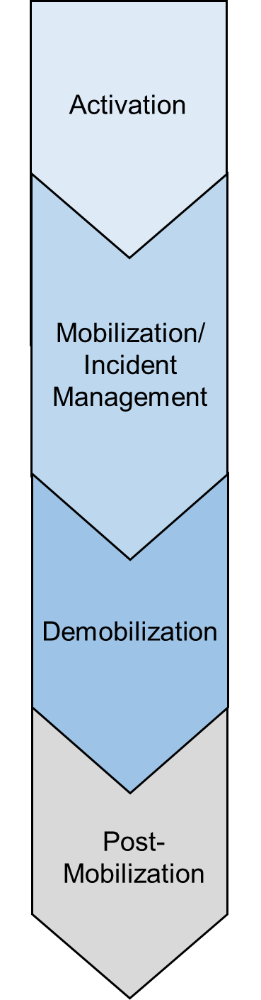 Activation
Mobilization/
Incident
Management
Demobilization
Post-
Mobilization